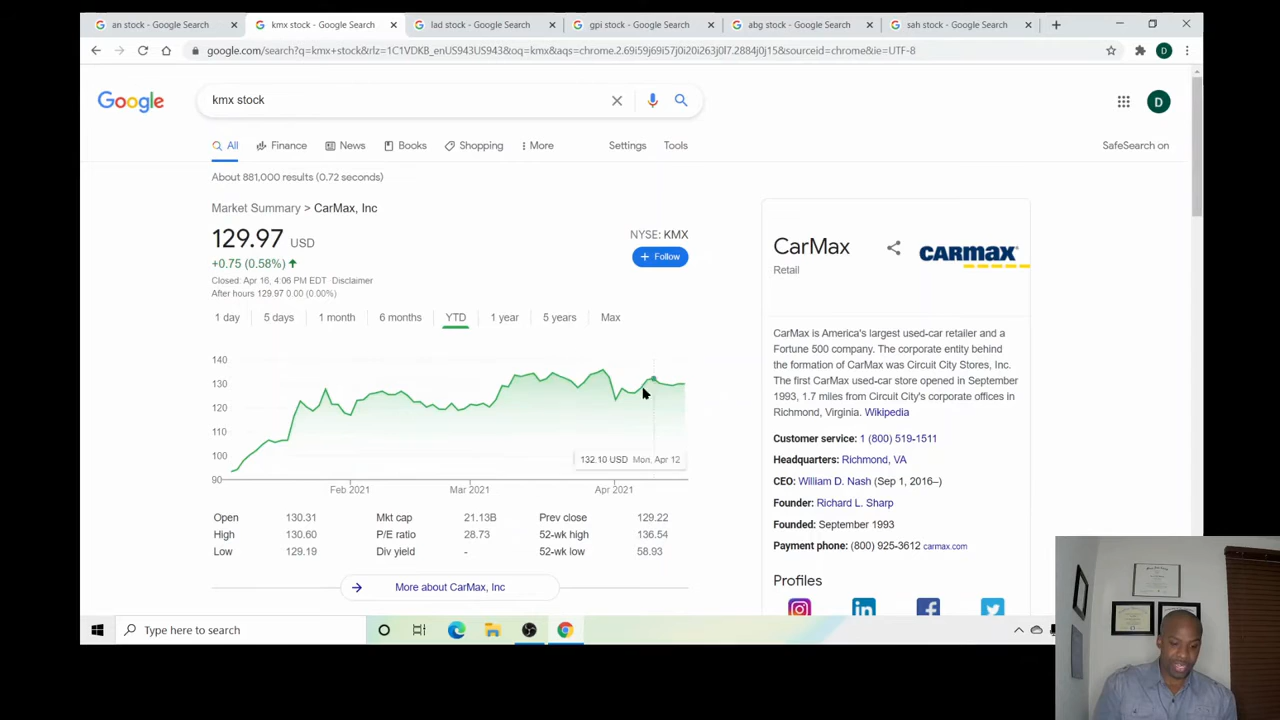 an stock - Google Search
kmx stock - Google Search
lad stock - Google Search
gpi stock - Google Search
abg stock - Google Search
sah stock - Google Search
google.com/search?q=kmx+stock&rlz=1C1VDKB_enUS943US943&oq=kmx&aqs=chrome.2.69i59j69i57j0i20i263j0l7.2884j0j15&sourceid=chrome&ie=UTF-8
D
Google
kmx stock
D
All
Finance
News
Books
Shopping
More
Settings
Tools
SafeSearch on
About 881,000 results (0.72 seconds)
Market Summary > CarMax, Inc
129.97 USD
NYSE: KMX
+0.75 (0.58%)
+ Follow
Closed: Apr 16, 4:06 PM EDT Disclaimer
After hours 129.97 0.00 (0.00%)
1 day
5 days
1 month
6 months
YTD
1 year
5 years
Max
140
130
120
110
100
90
132.10 USD Mon, Apr 12
Feb 2021
Mar 2021
Apr 2021
Open 130.31
Mkt cap 21.13B
Prev close 129.22
High 130.60
P/E ratio 28.73
52-wk high 136.54
Low 129.19
Div yield -
52-wk low 58.93
More about CarMax, Inc
CarMax
CARMAX
Retail
CarMax is America's largest used-car retailer and a
Fortune 500 company. The corporate entity behind
the formation of CarMax was Circuit City Stores, Inc.
The first CarMax used-car store opened in September
1993, 1.7 miles from Circuit City's corporate offices in
Richmond, Virginia. Wikipedia
Customer service: 1 (800) 519-1511
Headquarters: Richmond, VA
CEO: William D. Nash (Sep 1, 2016–)
Founder: Richard L. Sharp
Founded: September 1993
Payment phone: (800) 925-3612 carmax.com
Profiles
Type here to search